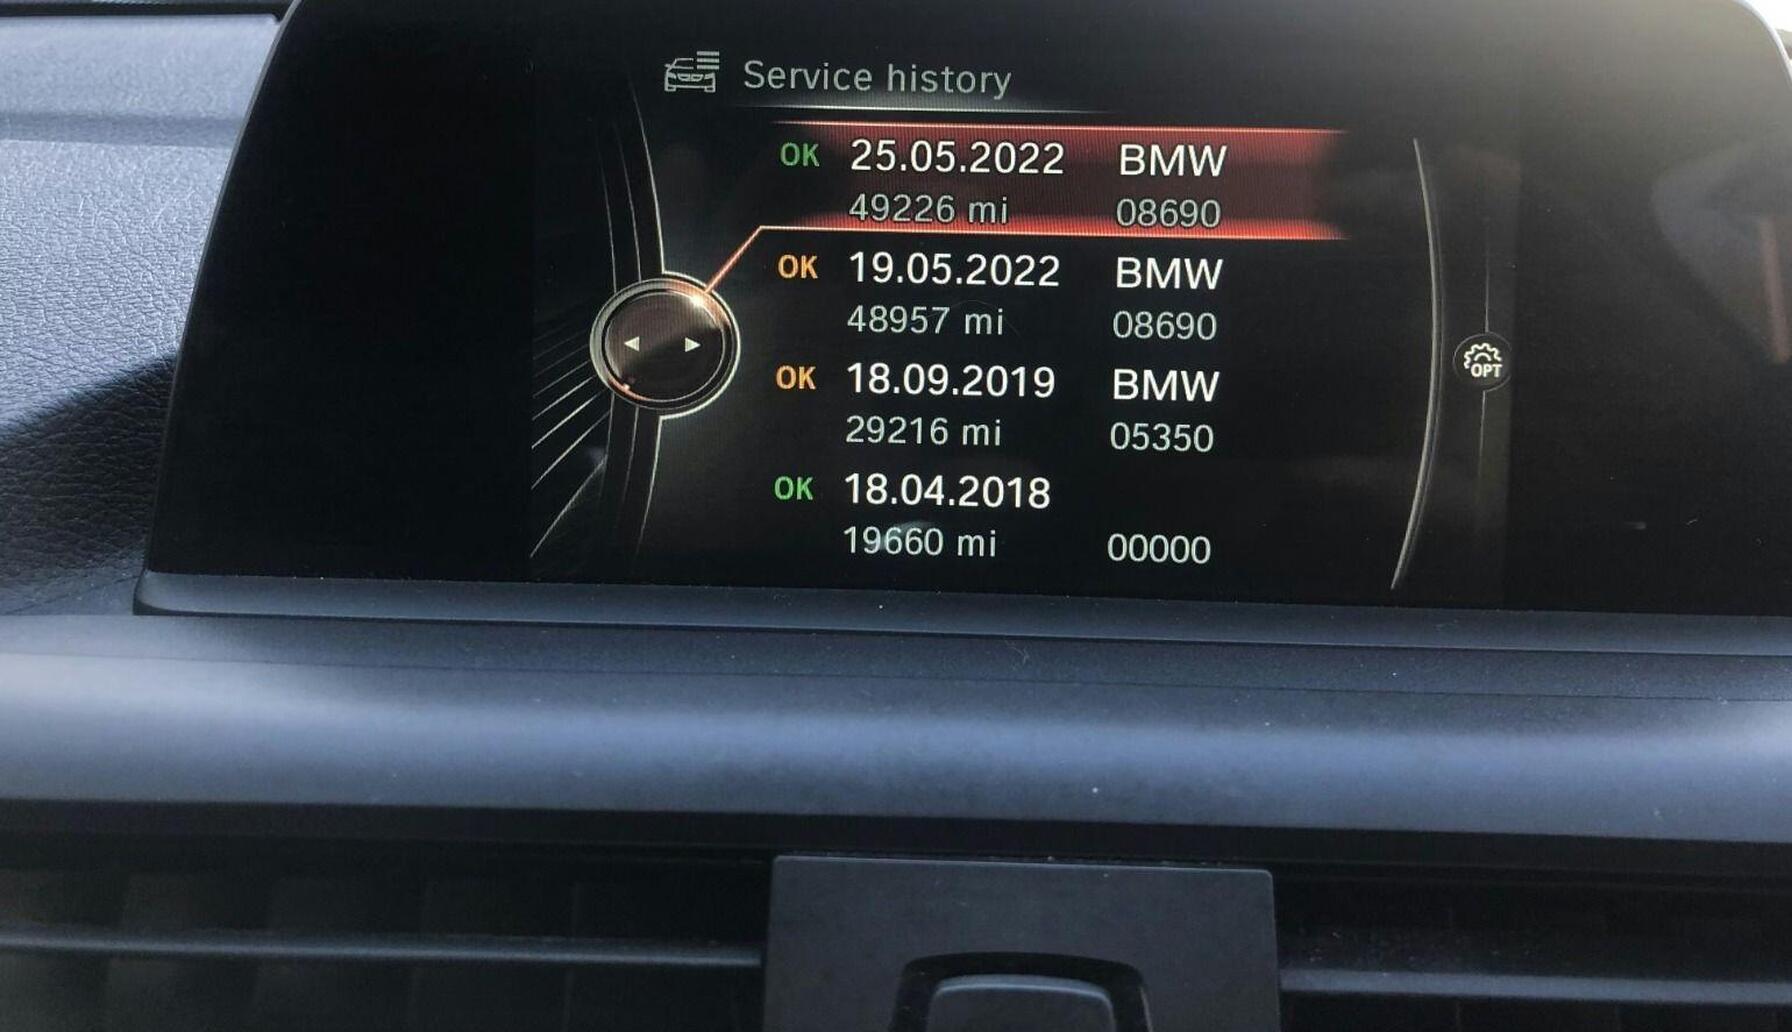 Service history
OK 25.05.2022 BMW
49226 mi 08690
OK 19.05.2022 BMW
48957 mi 08690
OK 18.09.2019 BMW
29216 mi 05350
OPT
OK 18.04.2018
19660 mi 00000